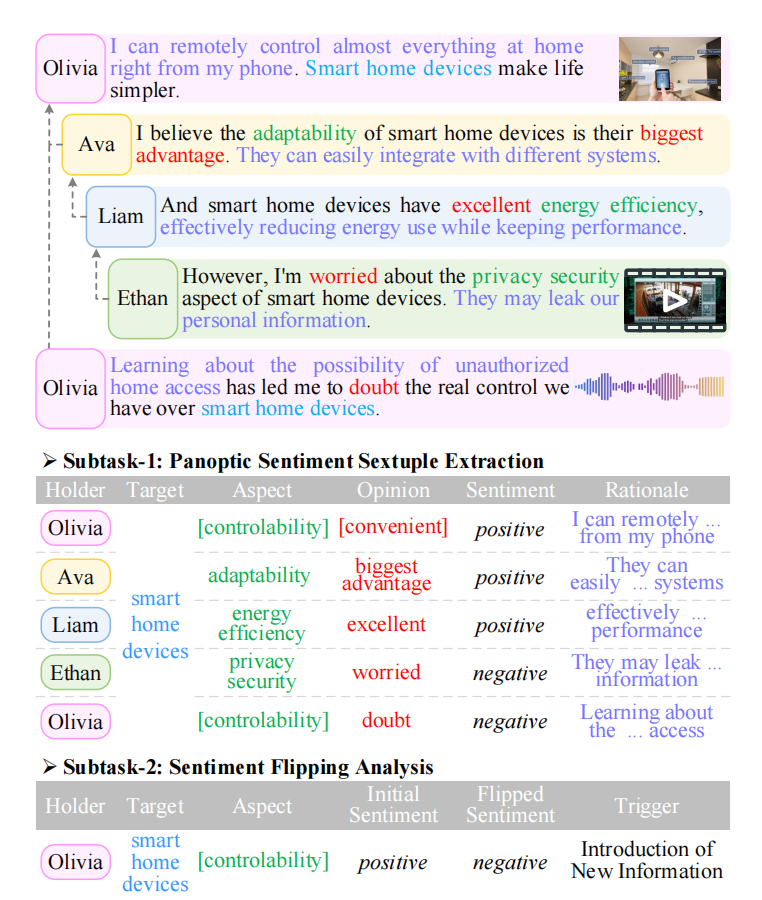 Olivia
I can remotely control almost everything at home
right from my phone. Smart home devices make life
simpler.
Ava
I believe the adaptability of smart home devices is their biggest
advantage. They can easily integrate with different systems.
Liam
And smart home devices have excellent energy efficiency,
effectively reducing energy use while keeping performance.
Ethan
However, I'm worried about the privacy security
aspect of smart home devices. They may leak our
personal information.
Olivia
Learning about the possibility of unauthorized
home access has led me to doubt the real control we
have over smart home devices.
➢ Subtask-1: Panoptic Sentiment Sextuple Extraction
Holder Target Aspect Opinion Sentiment Rationale
Olivia [controlability] [convenient] positive I can remotely ...
from my phone
Ava adaptability biggest
advantage positive They can
easily ... systems
smart
home
devices
Liam energy
efficiency excellent positive effectively ...
performance
Ethan privacy
security worried negative They may leak ...
information
Olivia [controlability] doubt negative Learning about
the ... access
➢ Subtask-2: Sentiment Flipping Analysis
Holder Target Aspect Initial
Sentiment Flipped
Sentiment Trigger
Olivia smart
home
devices [controlability] positive negative Introduction of
New Information